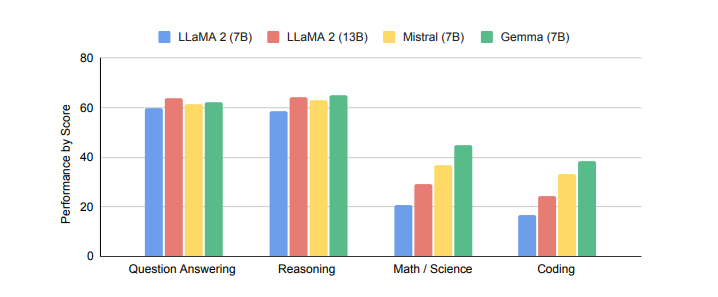 LLaMA 2 (7B) LLaMA 2 (13B) Mistral (7B) Gemma (7B)
Performance by Score
80
60
40
20
0
Question Answering Reasoning Math / Science Coding